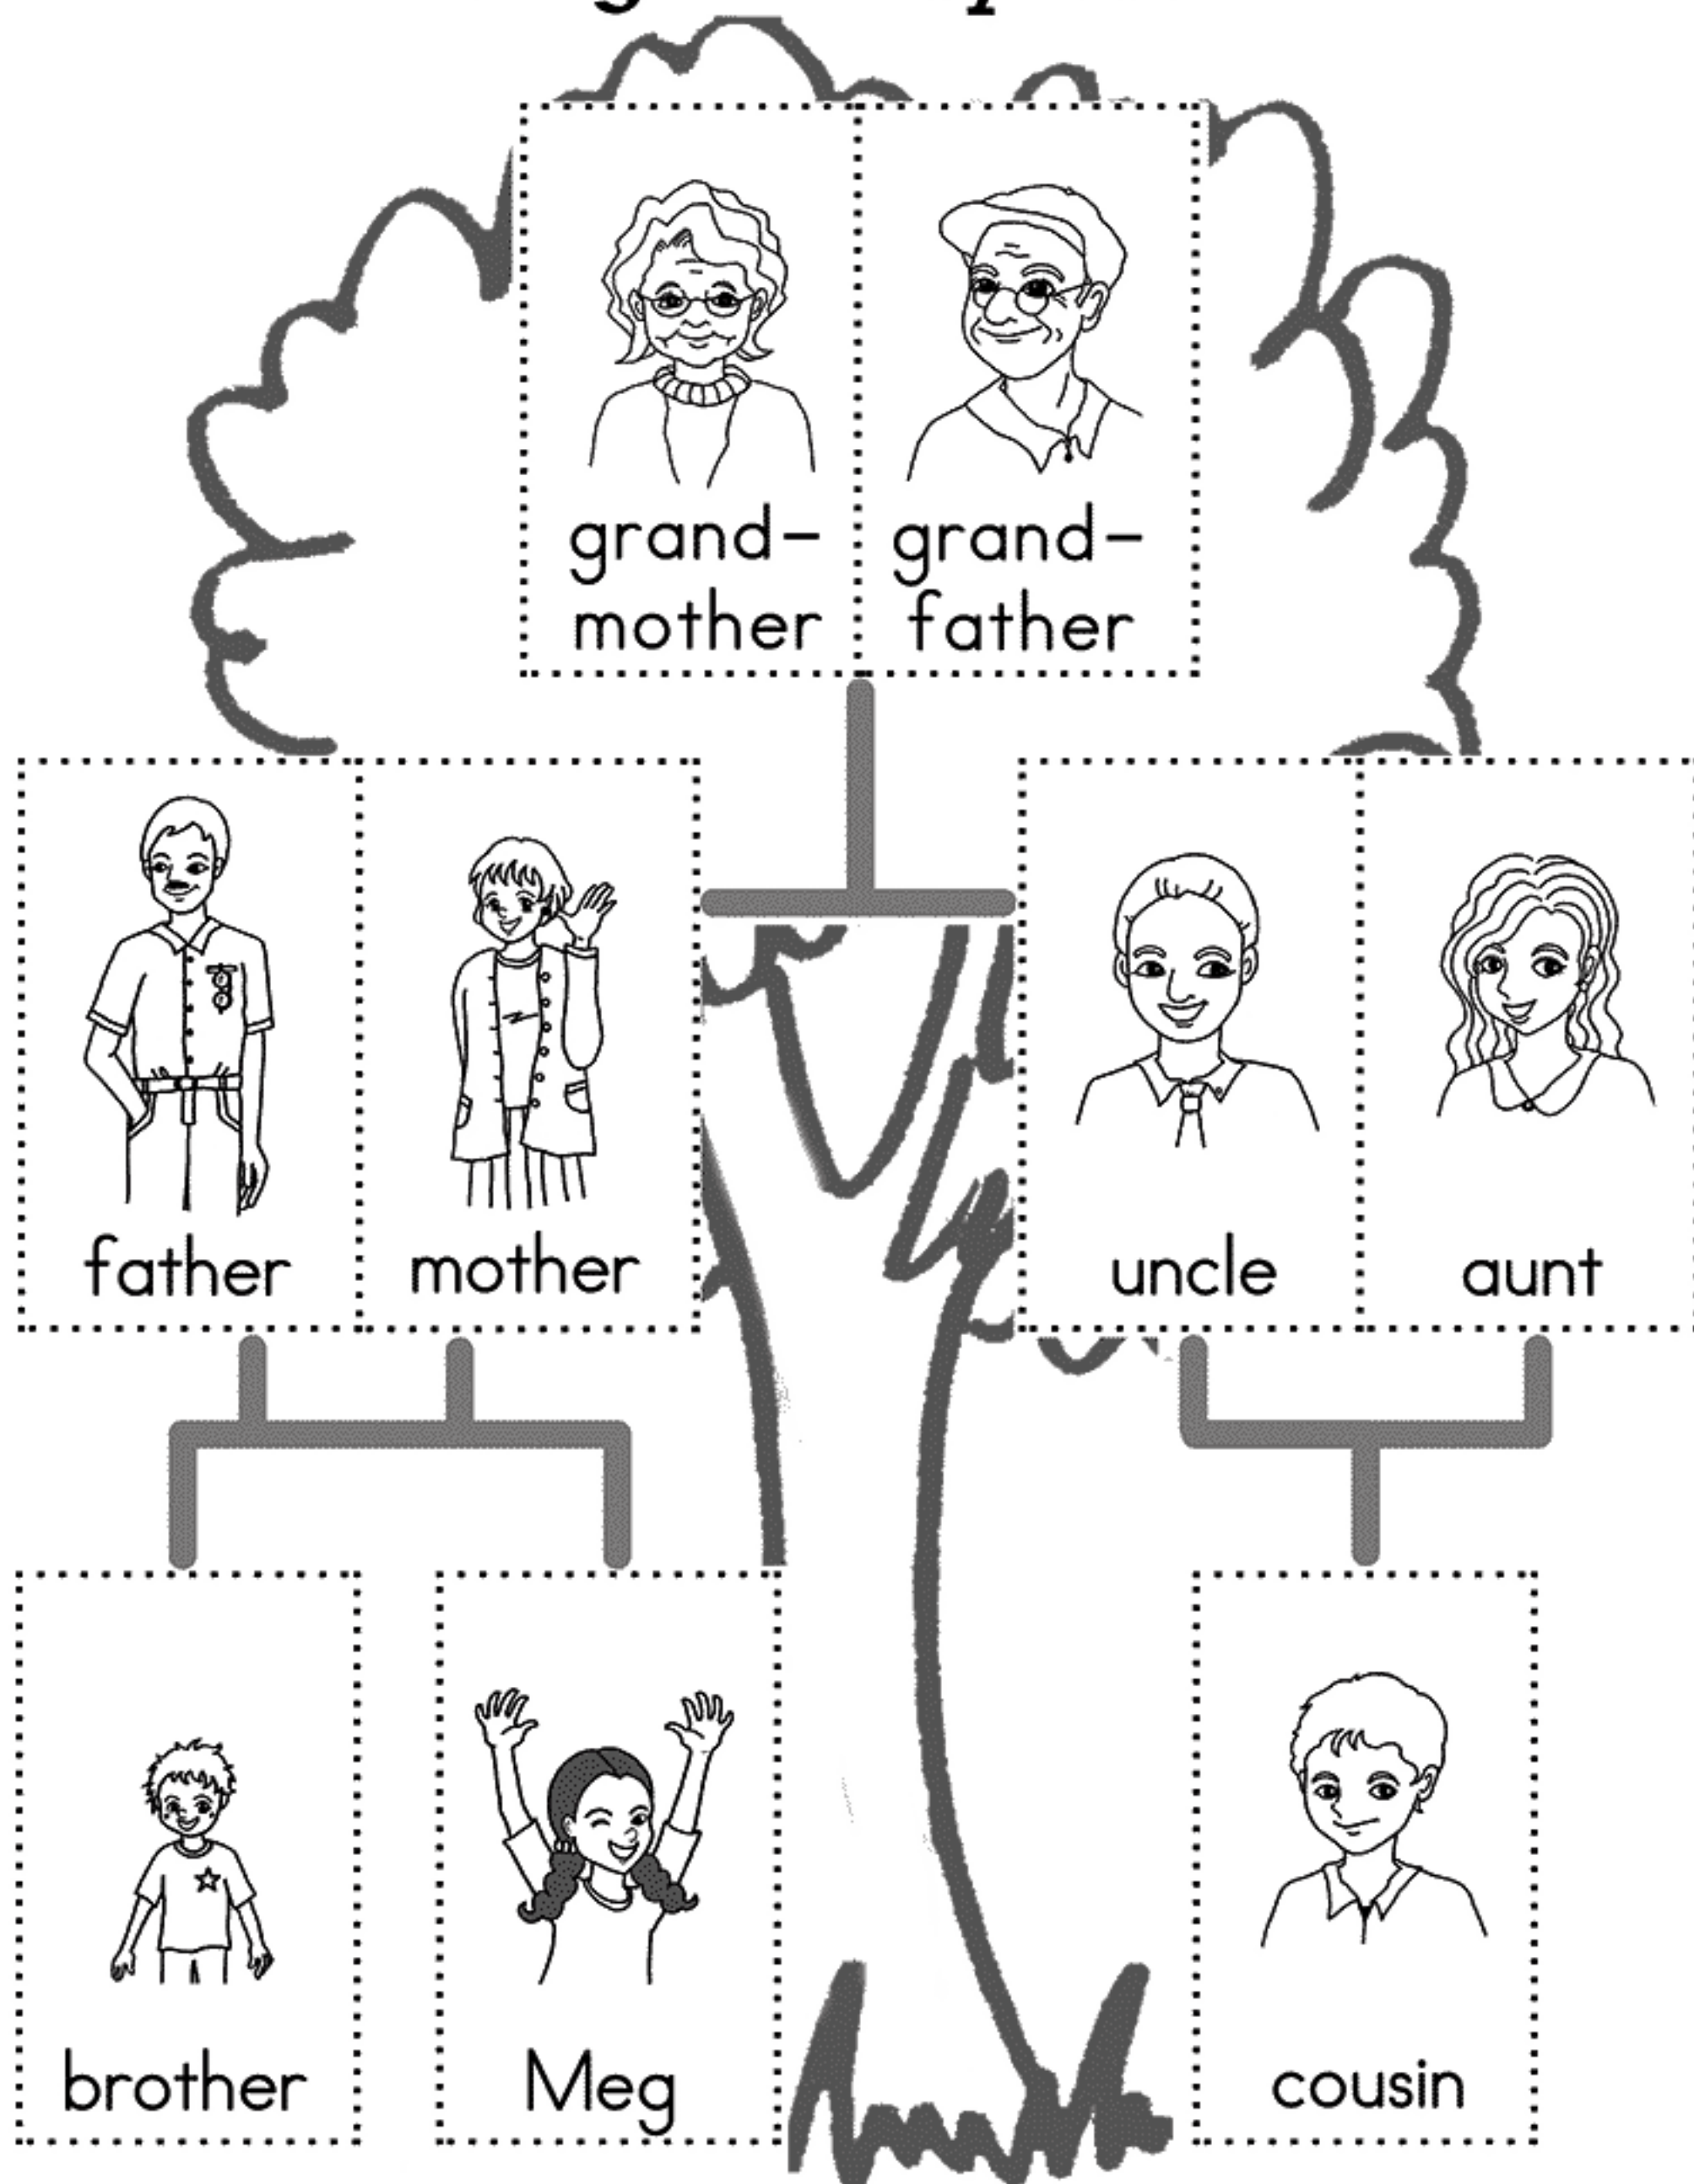 grand- grand-
mother father
father mother uncle aunt
brother Meg cousin